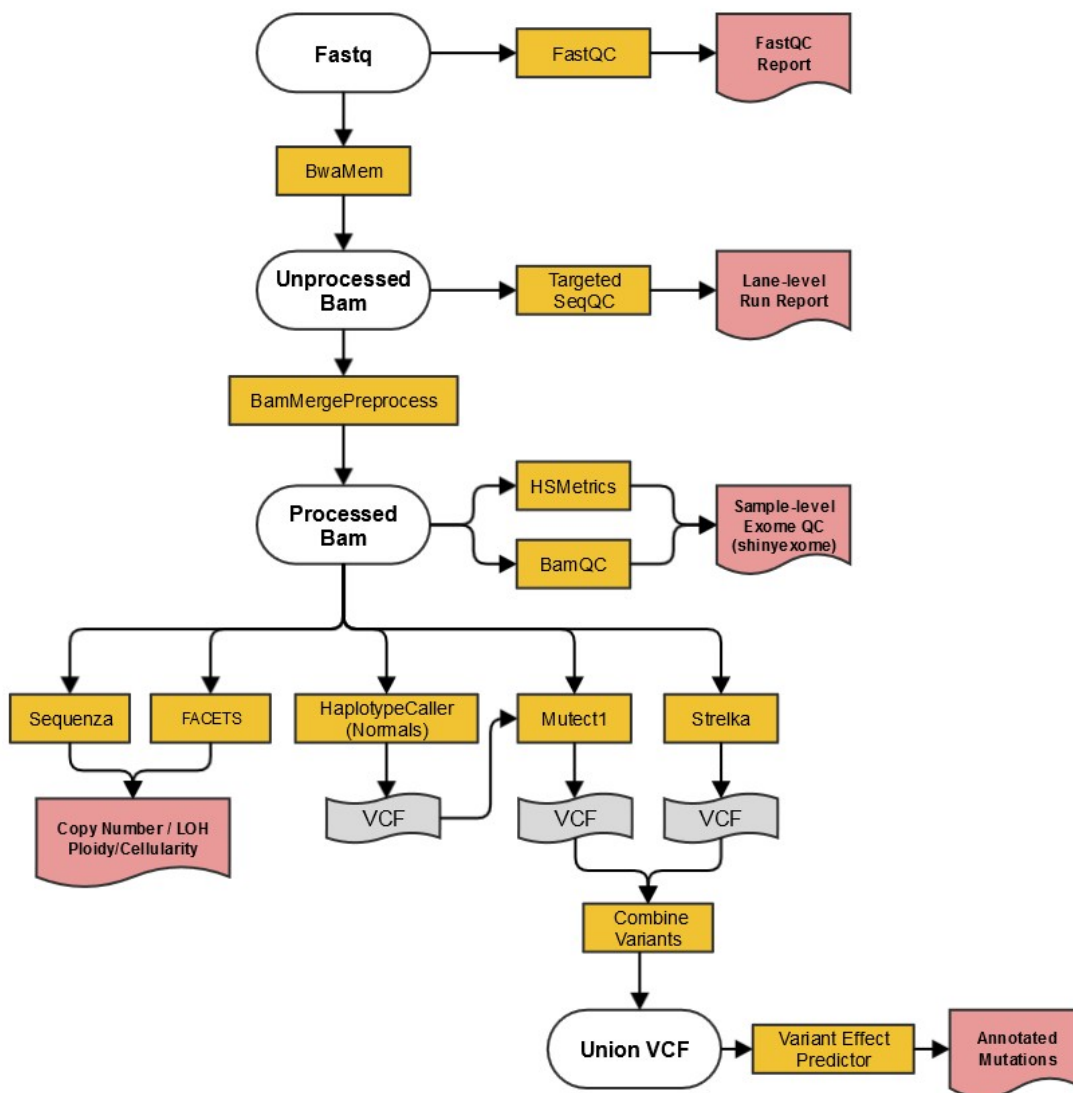 Fastq
FastQC
FastQC
Report
BwaMem
Unprocessed
Bam
Targeted
SeqQC
Lane-level
Run Report
BamMergePreprocess
Processed
Bam
HSMetrics
BamQC
Sample-level
Exome QC
(shinyexome)
Sequenza
FACETS
HaplotypeCaller
(Normals)
Mutect1
Strelka
Copy Number / LOH
Ploidy/Cellularity
VCF
VCF
VCF
Combine
Variants
Union VCF
Variant Effect
Predictor
Annotated
Mutations